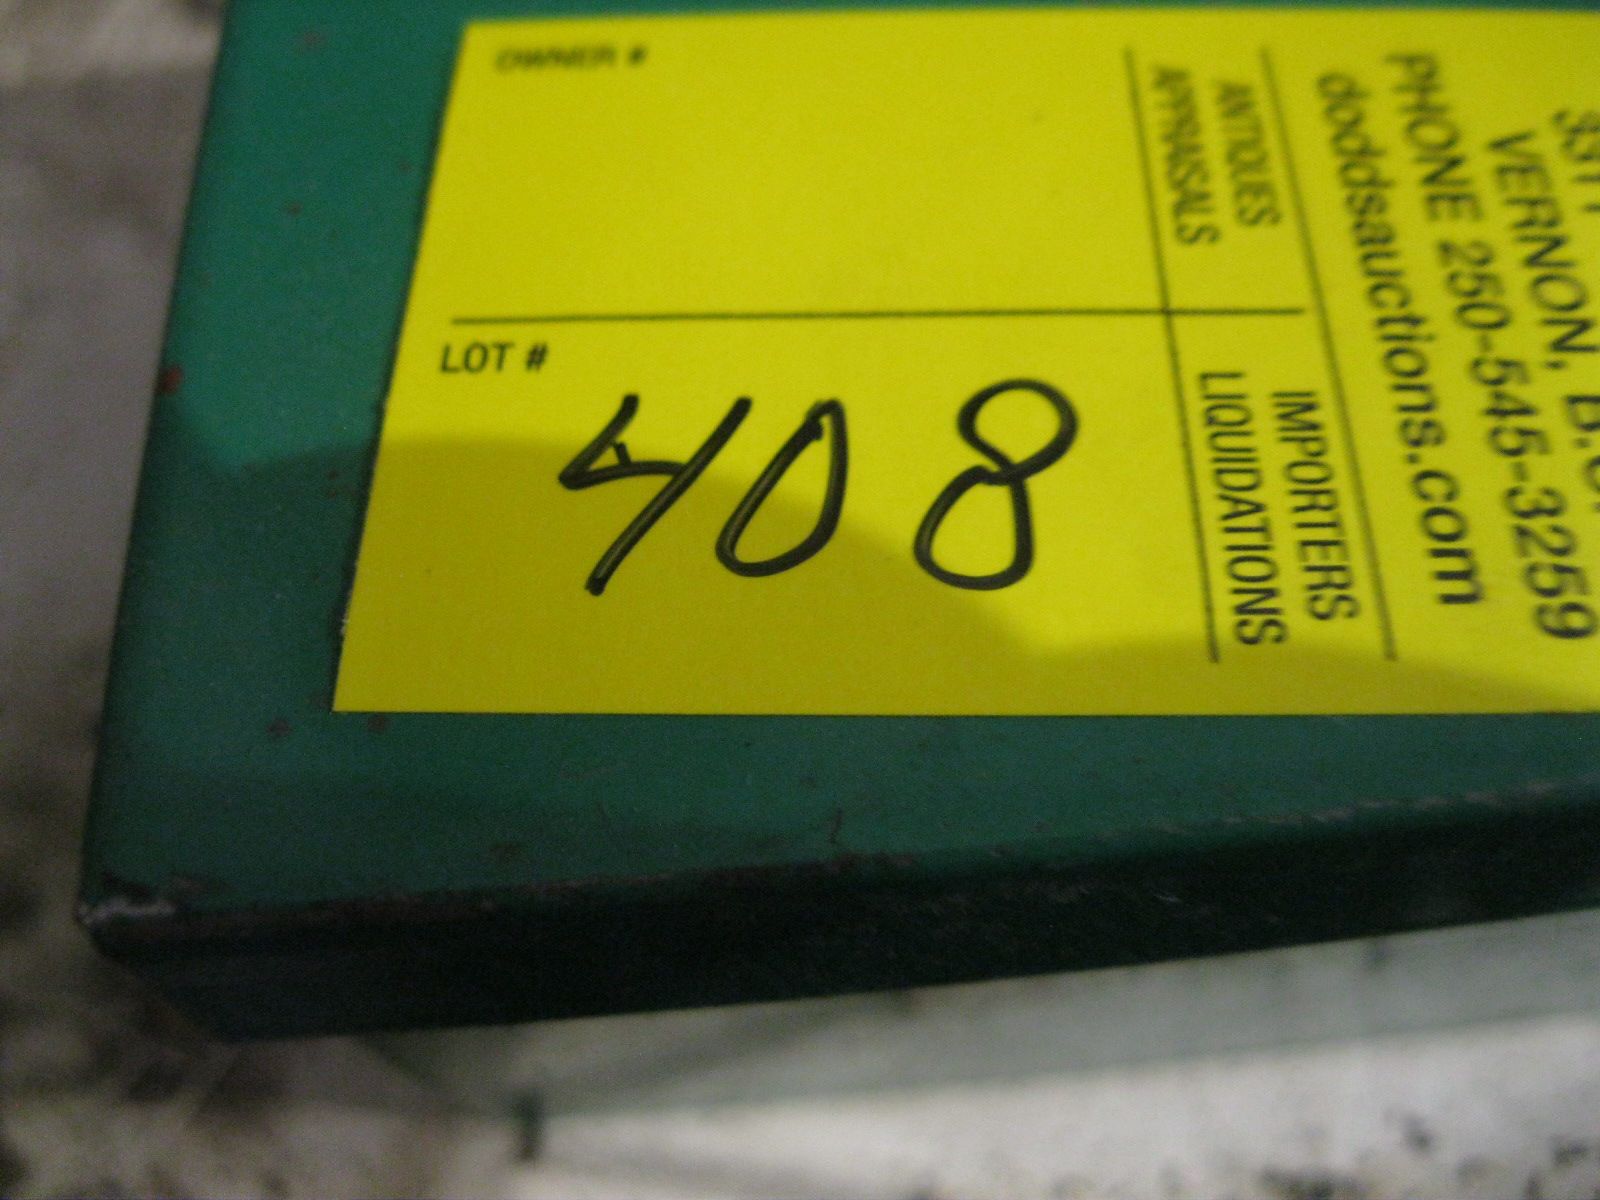 OWNER #
LOT #
408
VERNON, B.C.
PHONE 250-545-3259
doddsauctions.com
ANTIQUES IMPORTERS
APPRAISALS LIQUIDATIONS